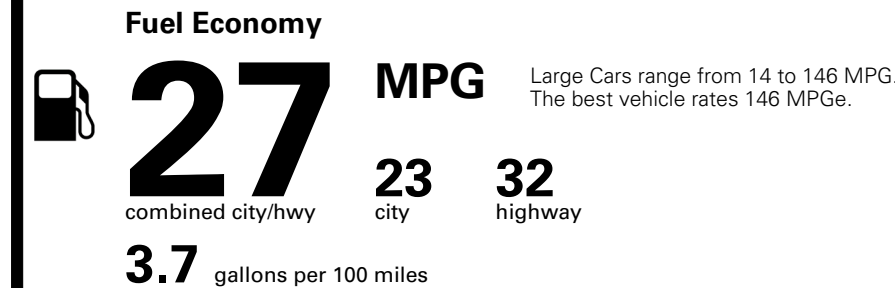 Fuel Economy
27
MPG
Large Cars range from 14 to 146 MPG.
The best vehicle rates 146 MPGe.
23
32
combined city/hwy
city
highway
3.7 gallons per 100 miles